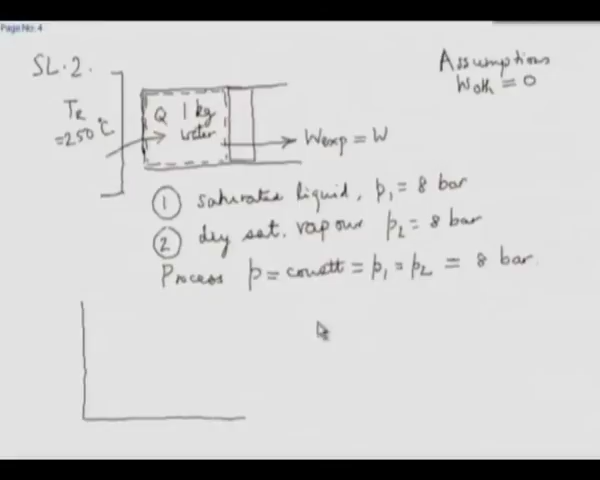 Page No. 4
SL.2.
Assumptions
Woth = 0
TR
= 250°C
Q 1 kg
water
Wexp = W
① saturated liquid, p1 = 8 bar
② dry sat. vapour p2 = 8 bar
Process p = constt = p1 = p2 = 8 bar.